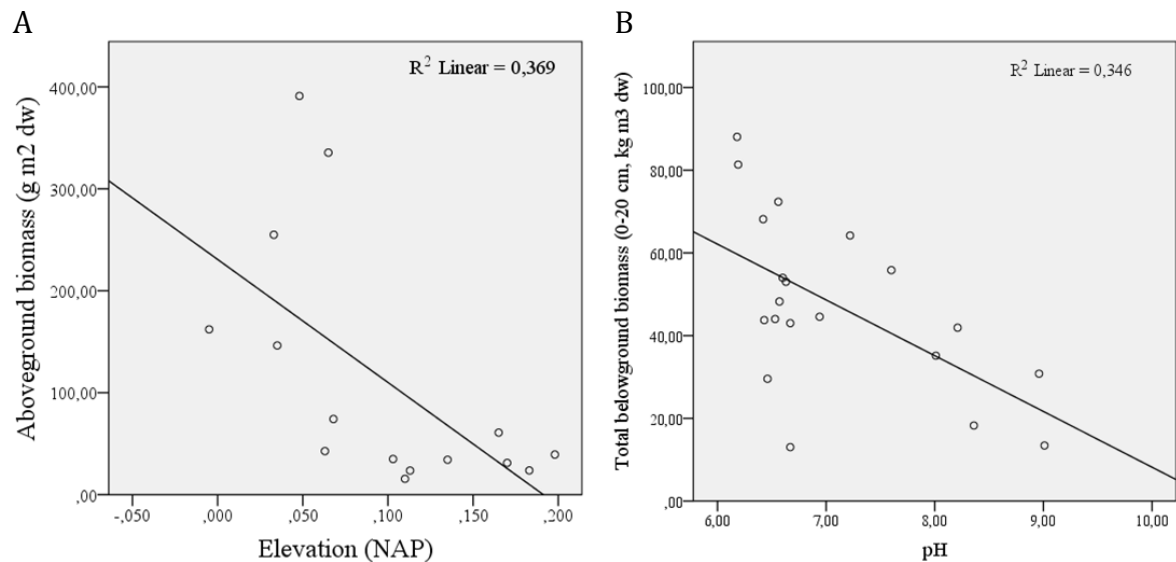 A
R² Linear = 0,369
Aboveground biomass (g m2 dw)
400,00
300,00
200,00
100,00
,00
-,050
,000
,050
,100
,150
,200
Elevation (NAP)
B
R² Linear = 0,346
Total belowground biomass (0-20 cm, kg m3 dw)
100,00
80,00
60,00
40,00
20,00
,00
6,00
7,00
8,00
9,00
10,00
pH